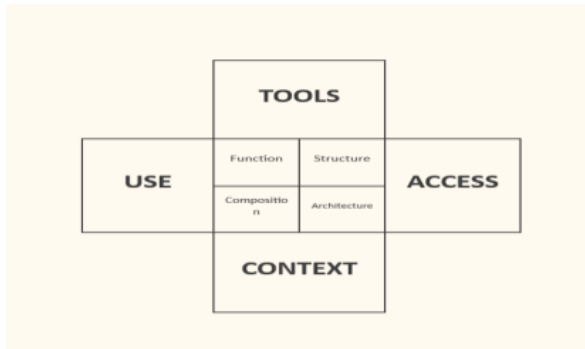 TOOLS
Function
Structure
USE
ACCESS
Compositio
n
Architecture
CONTEXT